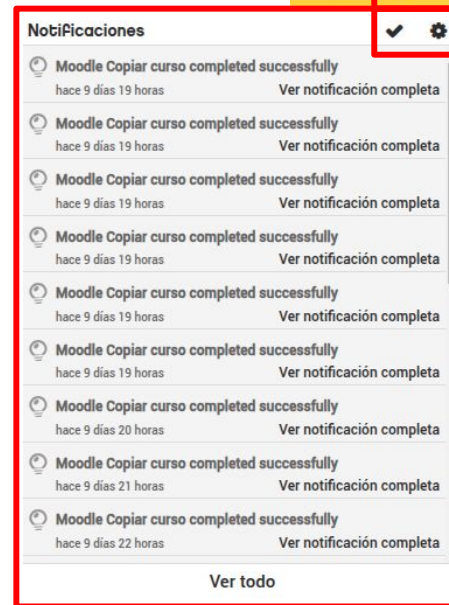 Notificaciones
Moodle Copiar curso completed successfully
hace 9 días 19 horas Ver notificación completa
Moodle Copiar curso completed successfully
hace 9 días 19 horas Ver notificación completa
Moodle Copiar curso completed successfully
hace 9 días 19 horas Ver notificación completa
Moodle Copiar curso completed successfully
hace 9 días 19 horas Ver notificación completa
Moodle Copiar curso completed successfully
hace 9 días 19 horas Ver notificación completa
Moodle Copiar curso completed successfully
hace 9 días 19 horas Ver notificación completa
Moodle Copiar curso completed successfully
hace 9 días 20 horas Ver notificación completa
Moodle Copiar curso completed successfully
hace 9 días 21 horas Ver notificación completa
Moodle Copiar curso completed successfully
hace 9 días 22 horas Ver notificación completa
Ver todo